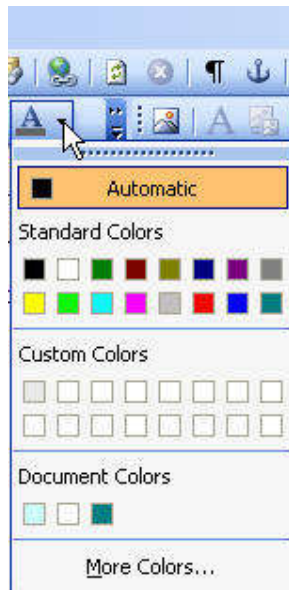 A
A
Automatic
Standard Colors
Custom Colors
Document Colors
More Colors...